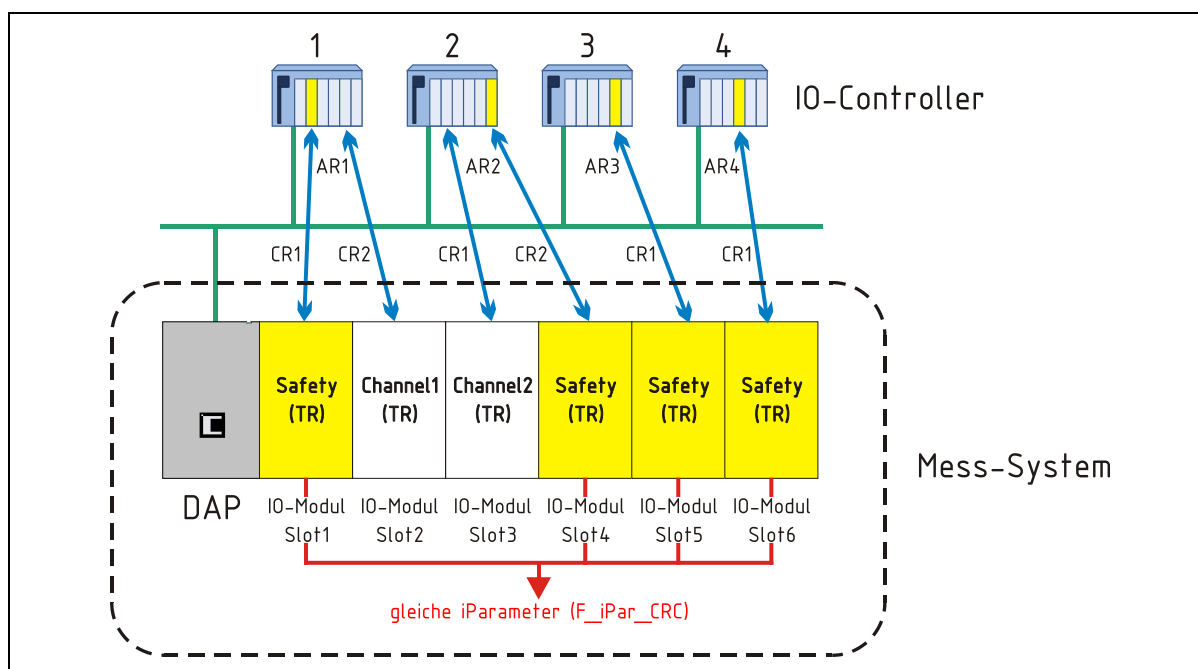 1 2 3 4
IO-Controller
AR1 AR2 AR3 AR4
CR1 CR2 CR1 CR2 CR1 CR1
Safety Channel1 Channel2 Safety Safety Safety
(TR) (TR) (TR) (TR) (TR) (TR)
Mess-System
DAP
IO-Modul IO-Modul IO-Modul IO-Modul IO-Modul IO-Modul
Slot1 Slot2 Slot3 Slot4 Slot5 Slot6
gleiche iParameter (F_iPar_CRC)